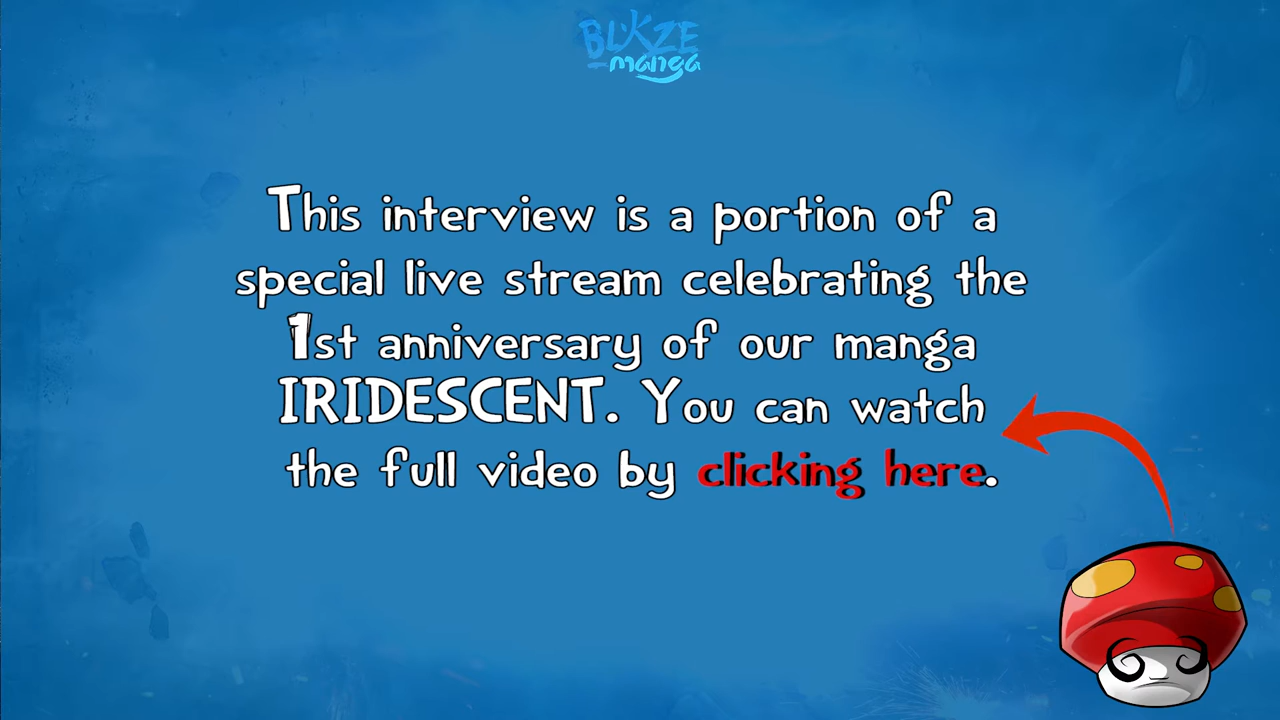 BLKZE
manga
This interview is a portion of a
special live stream celebrating the
1st anniversary of our manga
IRIDESCENT. You can watch
the full video by clicking here.